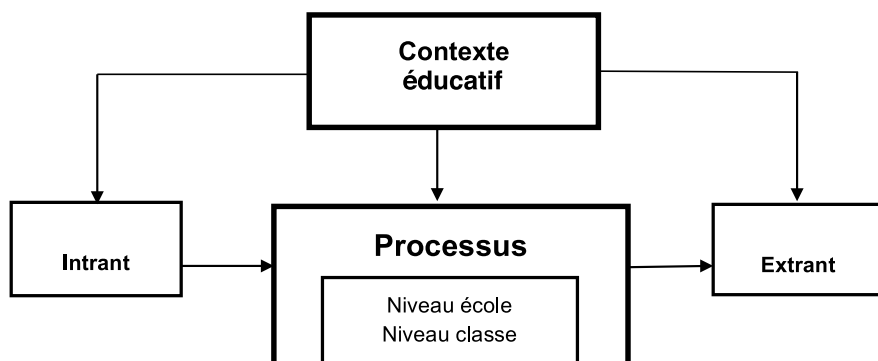 Contexte
éducatif
Intrant
Processus
Extrant
Niveau école
Niveau classe